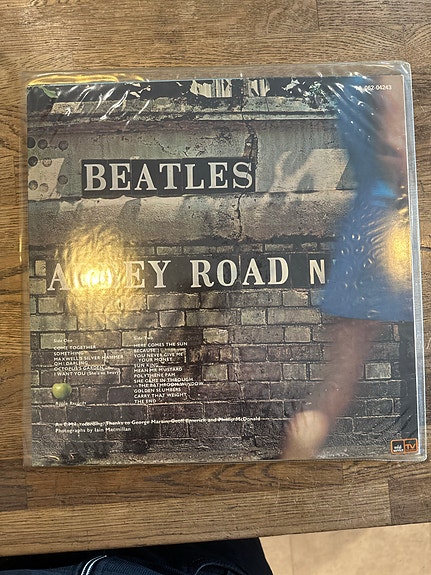 062-04243
BEATLES
ROAD N
Side One
COME TOGETHER
SOMETHING
MAXWELL'S SILVER HAMMER
OH! DARLING
OCTOPUS'S GARDEN
I WANT YOU (She's so heavy)
HERE COMES THE SUN
BECAUSE
YOU NEVER GIVE ME
YOUR MONEY
SUN KING
MEAN MR MUSTARD
POLYTHENE PAM
SHE CAME IN THROUGH
THE BATHROOM WINDOW
GOLDEN SLUMBERS
CARRY THAT WEIGHT
THE END
Apple Records
An E.M.I. recording. Thanks to George Martin, Geoff Emerick and Phillip McDonald
Photographs by Iain Macmillan
TV